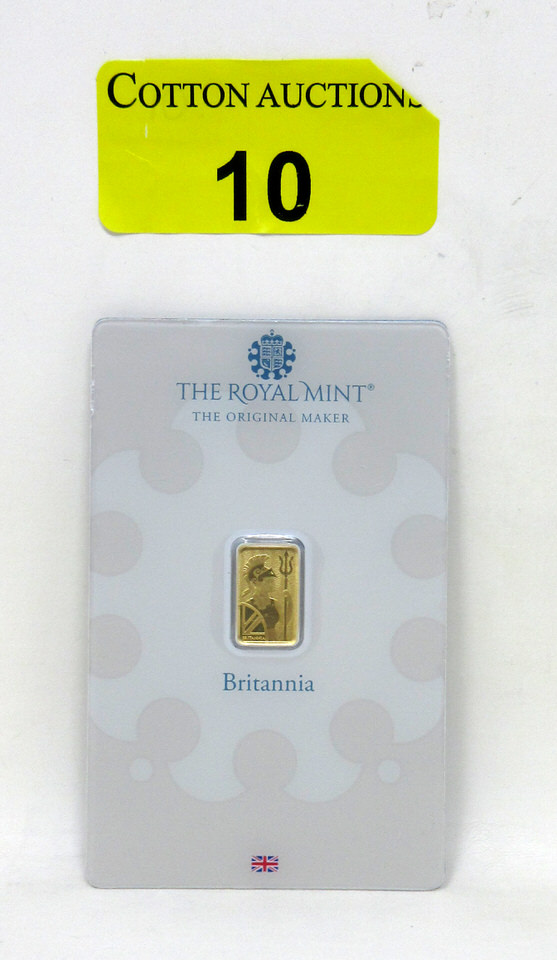 COTTON AUCTIONS
10
THE ROYAL MINT®
THE ORIGINAL MAKER
Britannia